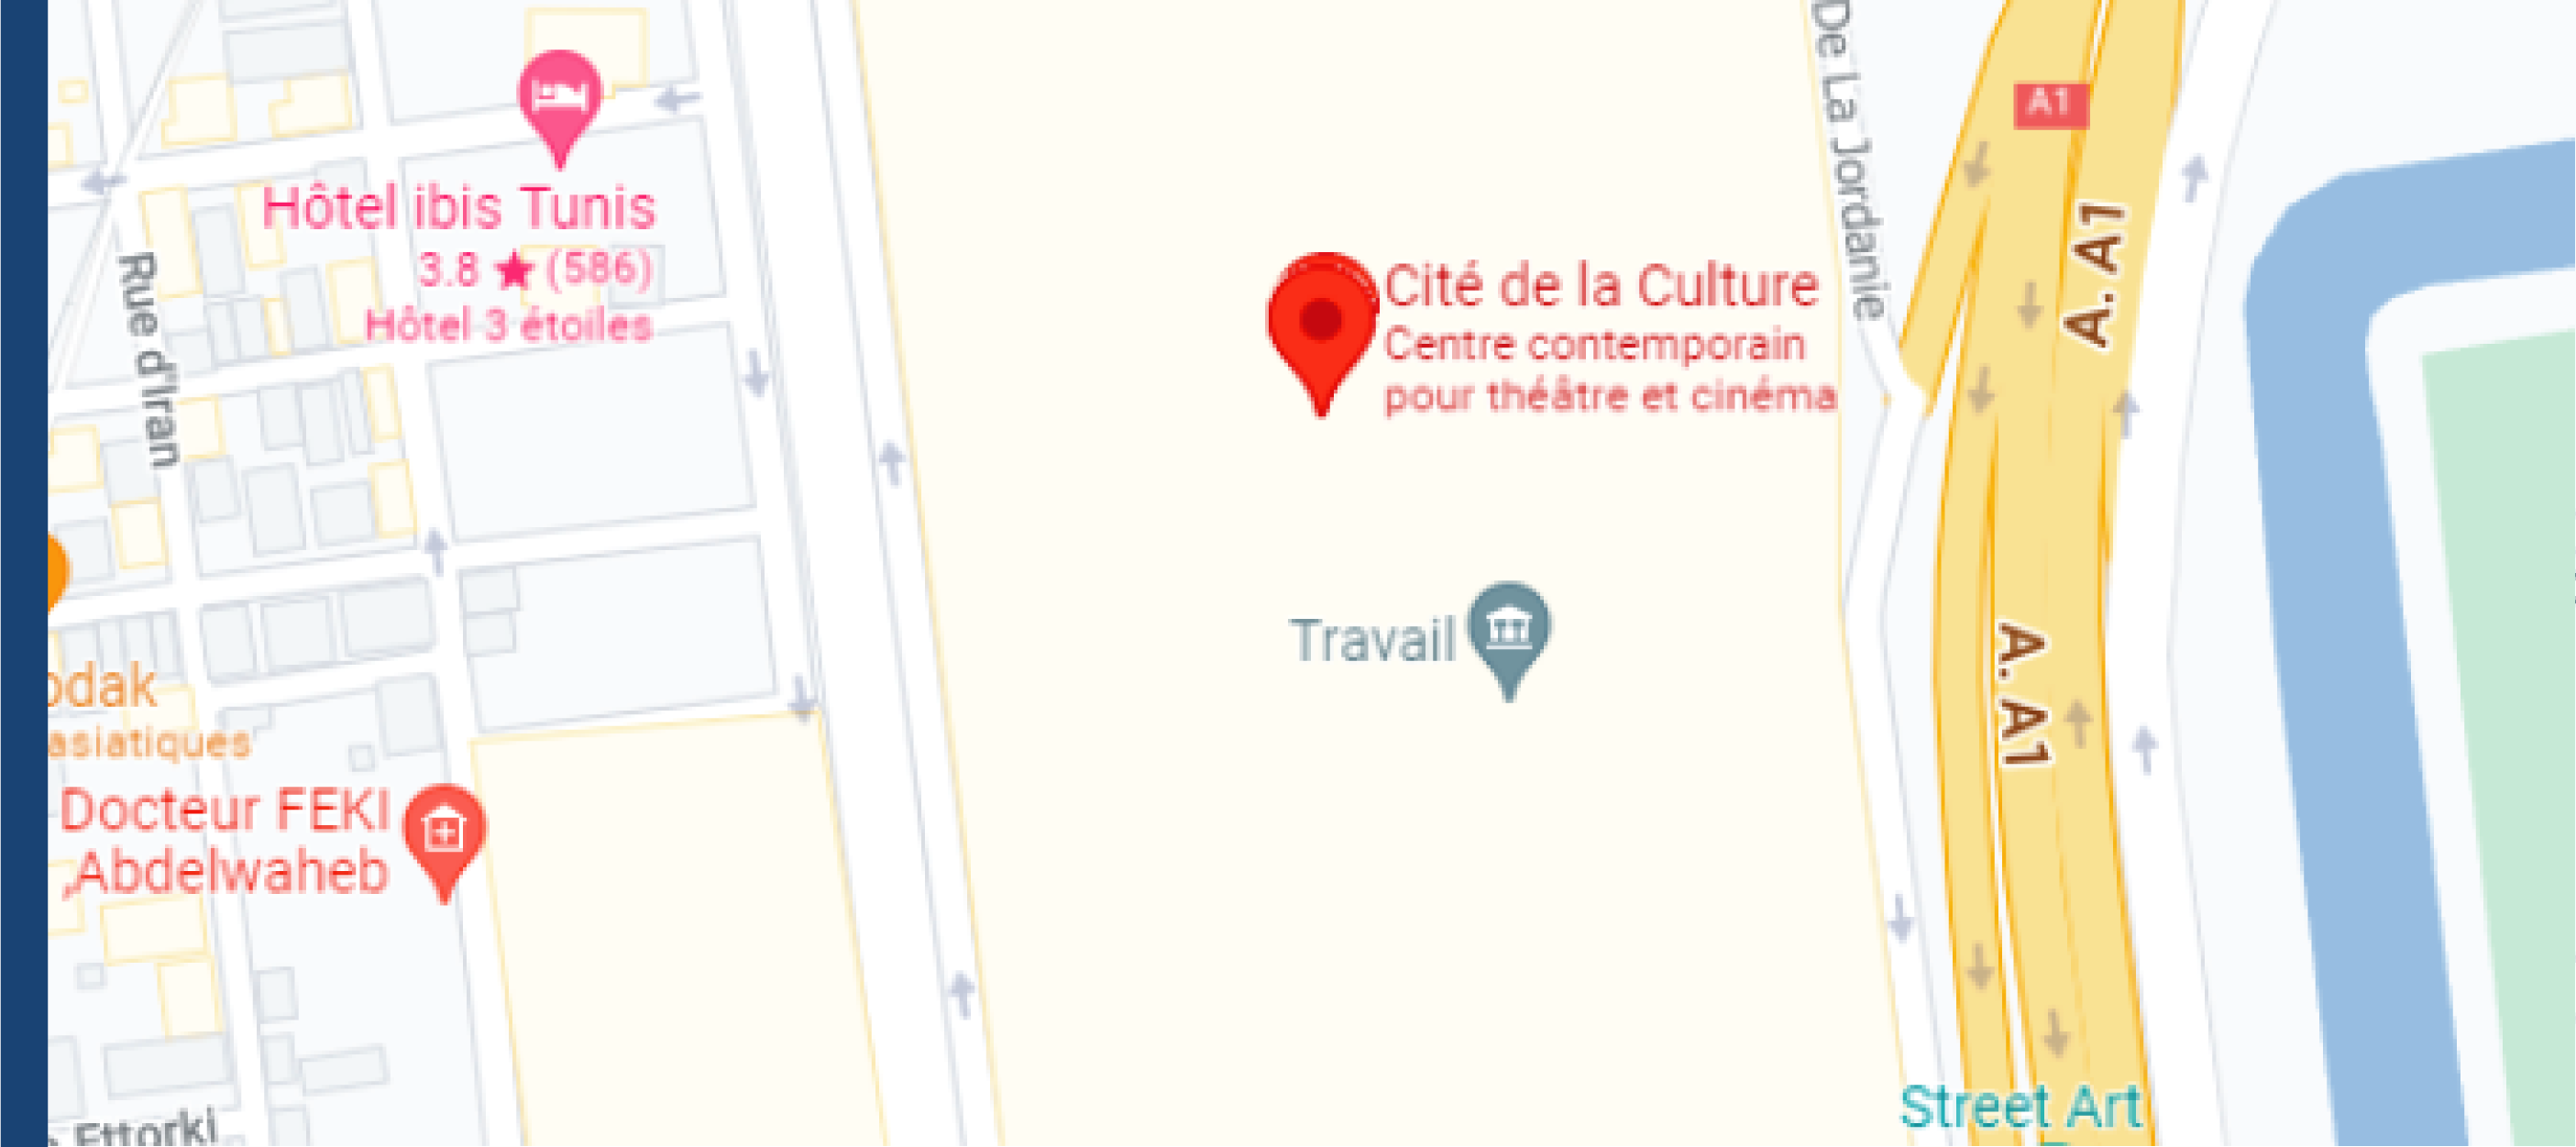 De La Jordanie
A1
A. A1
Hôtel ibis Tunis
3.8 ★ (586)
Hôtel 3 étoiles
Rue d'Iran
Cité de la Culture
Centre contemporain
pour théâtre et cinéma
Travail
A. A1
odak
asiatiques
Docteur FEKI
,Abdelwaheb
Street Art
Ettorki